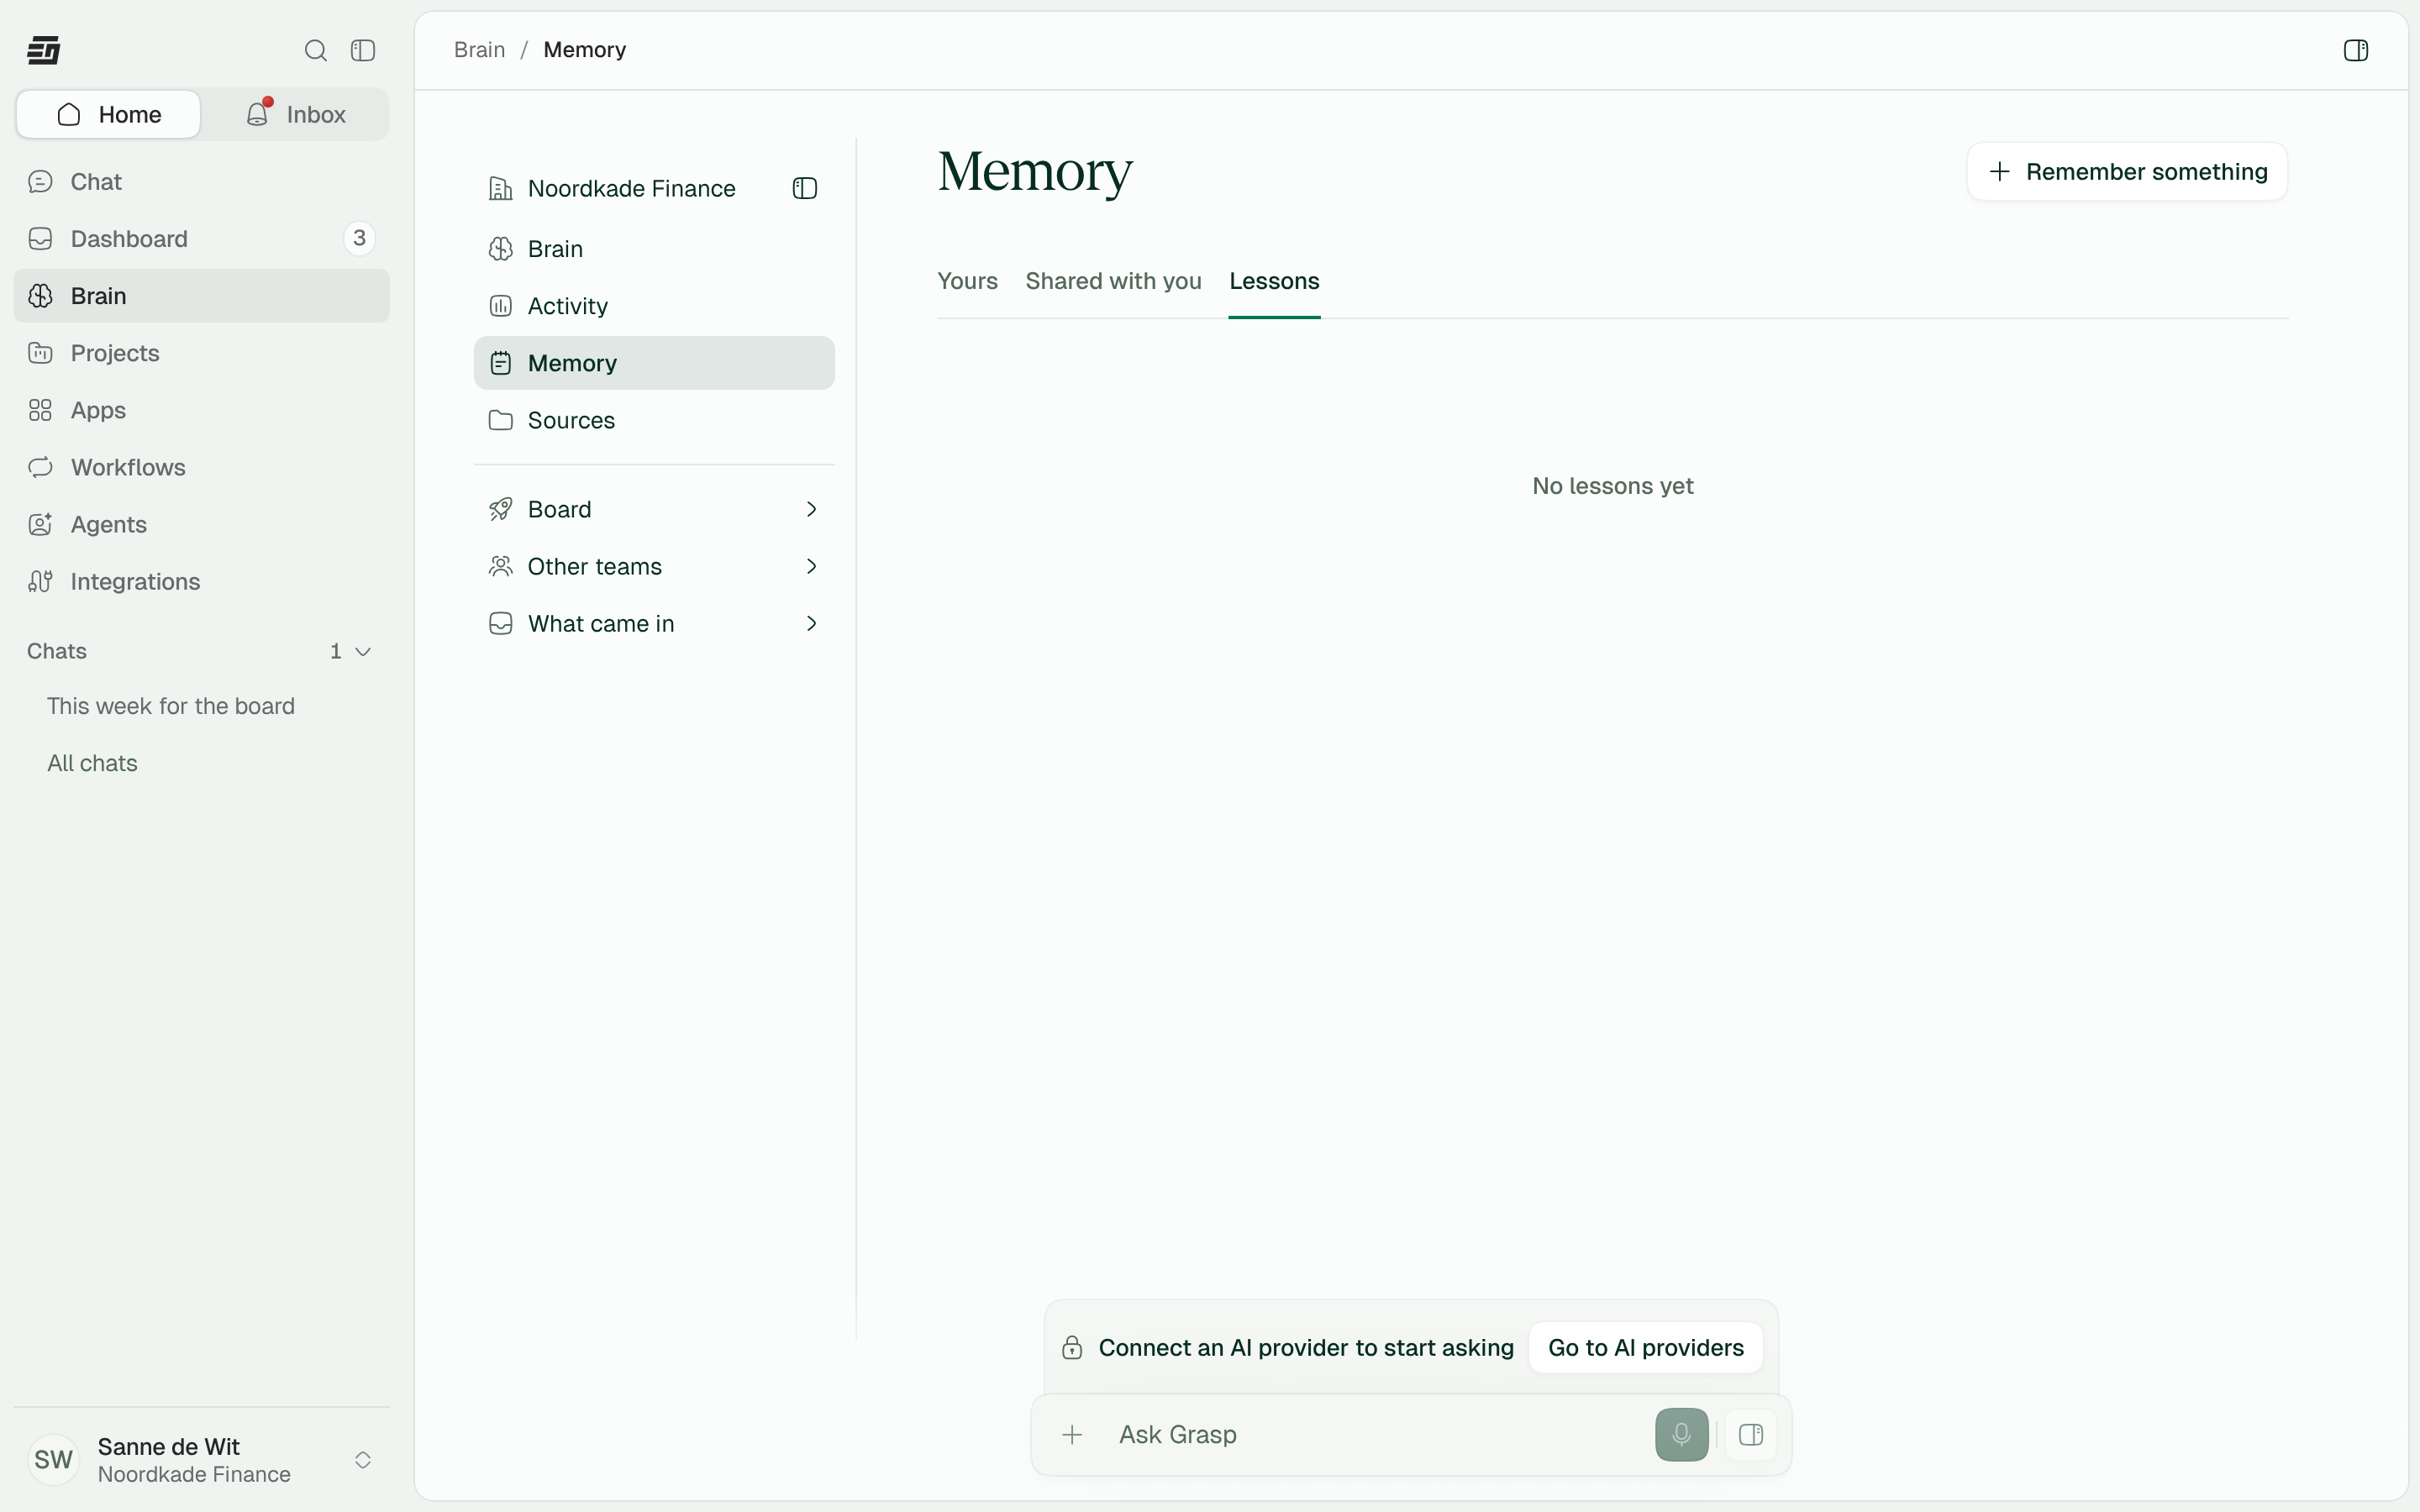 Home
Inbox
Chat
Dashboard 3
Brain
Projects
Apps
Workflows
Agents
Integrations
Chats 1
This week for the board
All chats
SW
Sanne de Wit
Noordkade Finance
Brain / Memory
Noordkade Finance
Brain
Activity
Memory
Sources
Board
Other teams
What came in
Memory
Remember something
Yours Shared with you Lessons
No lessons yet
Connect an AI provider to start asking Go to AI providers
Ask Grasp